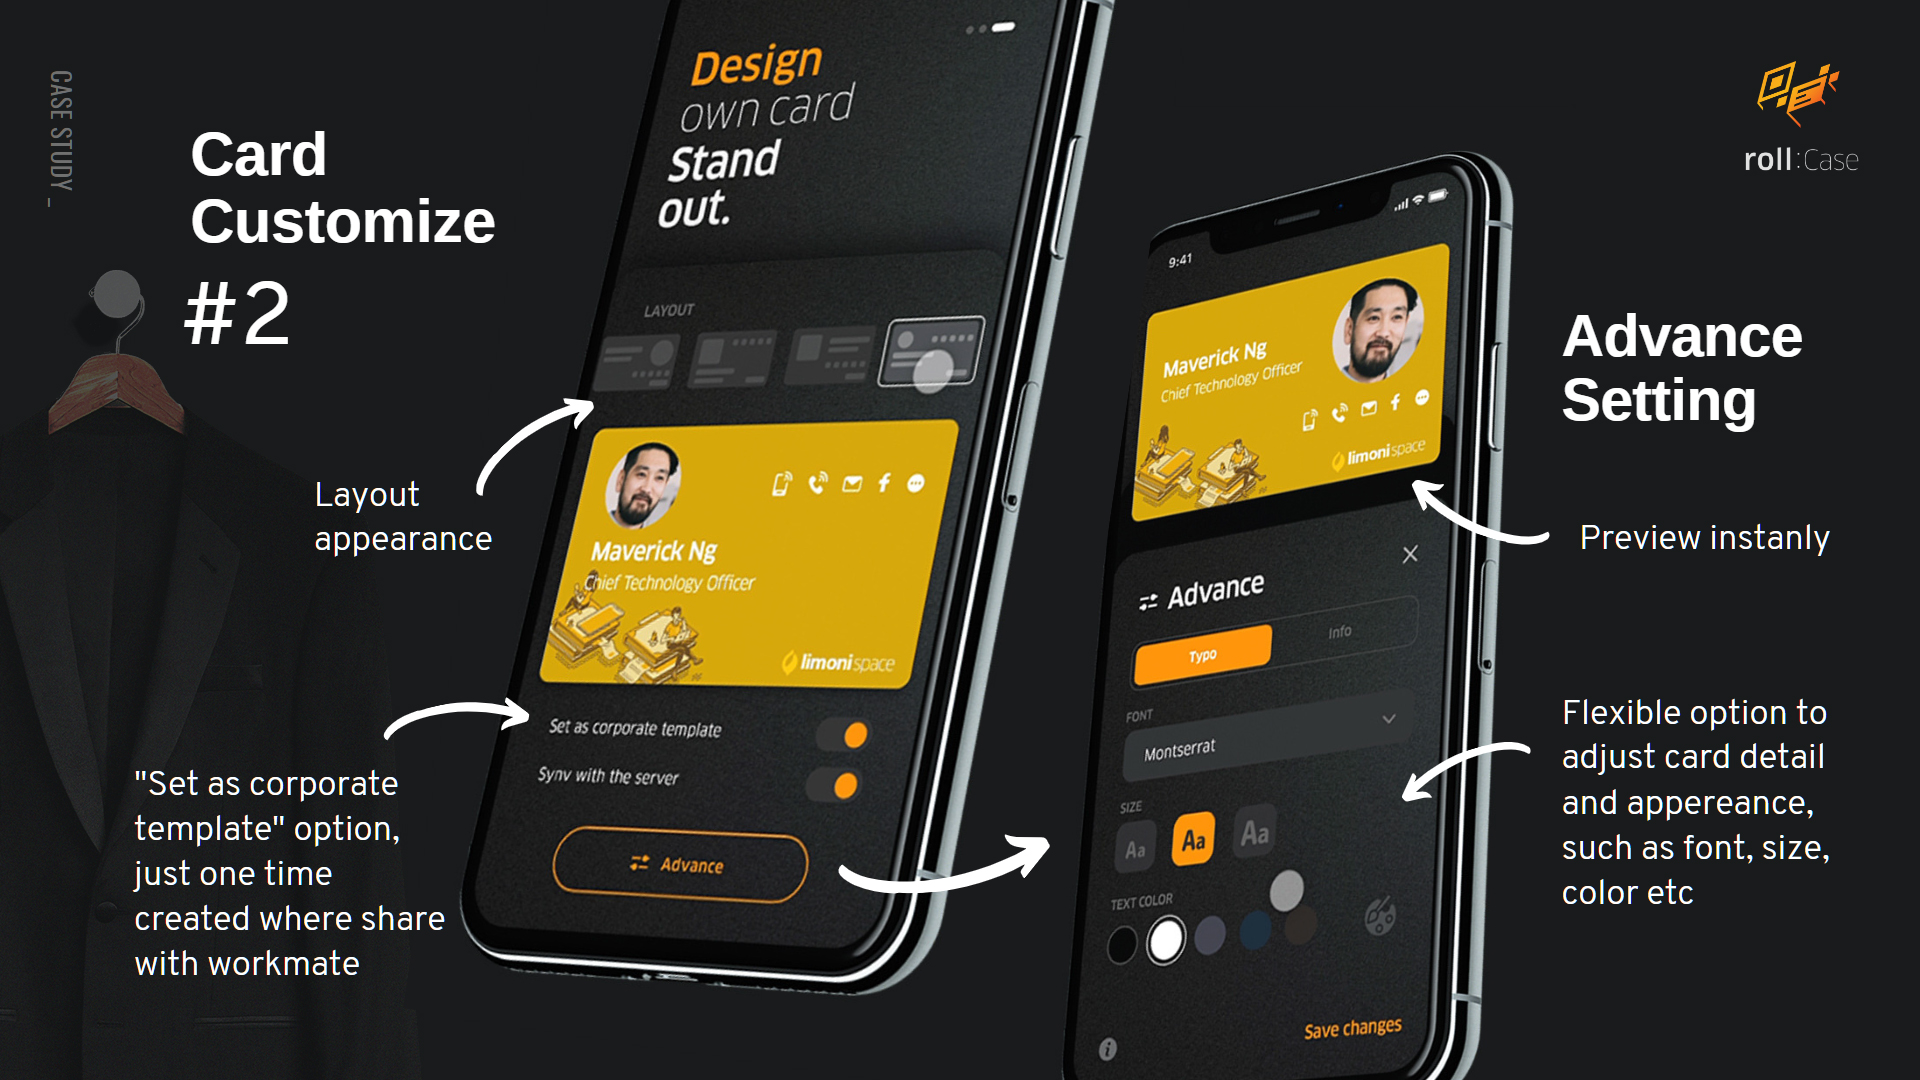 CASE STUDY _
Card
Customize
#2
Layout
appearance
"Set as corporate
template" option,
just one time
created where share
with workmate
Design
own card
Stand
out.
LAYOUT
Maverick Ng
Chief Technology Officer
limonispace
Set as corporate template
Synv with the server
Advance
9:41
Maverick Ng
Chief Technology Officer
limonispace
Advance
Typo
Info
FONT
Montserrat
SIZE
Aa
Aa
Aa
TEXT COLOR
Save changes
roll:Case
Advance
Setting
Preview instanly
Flexible option to
adjust card detail
and appereance,
such as font, size,
color etc